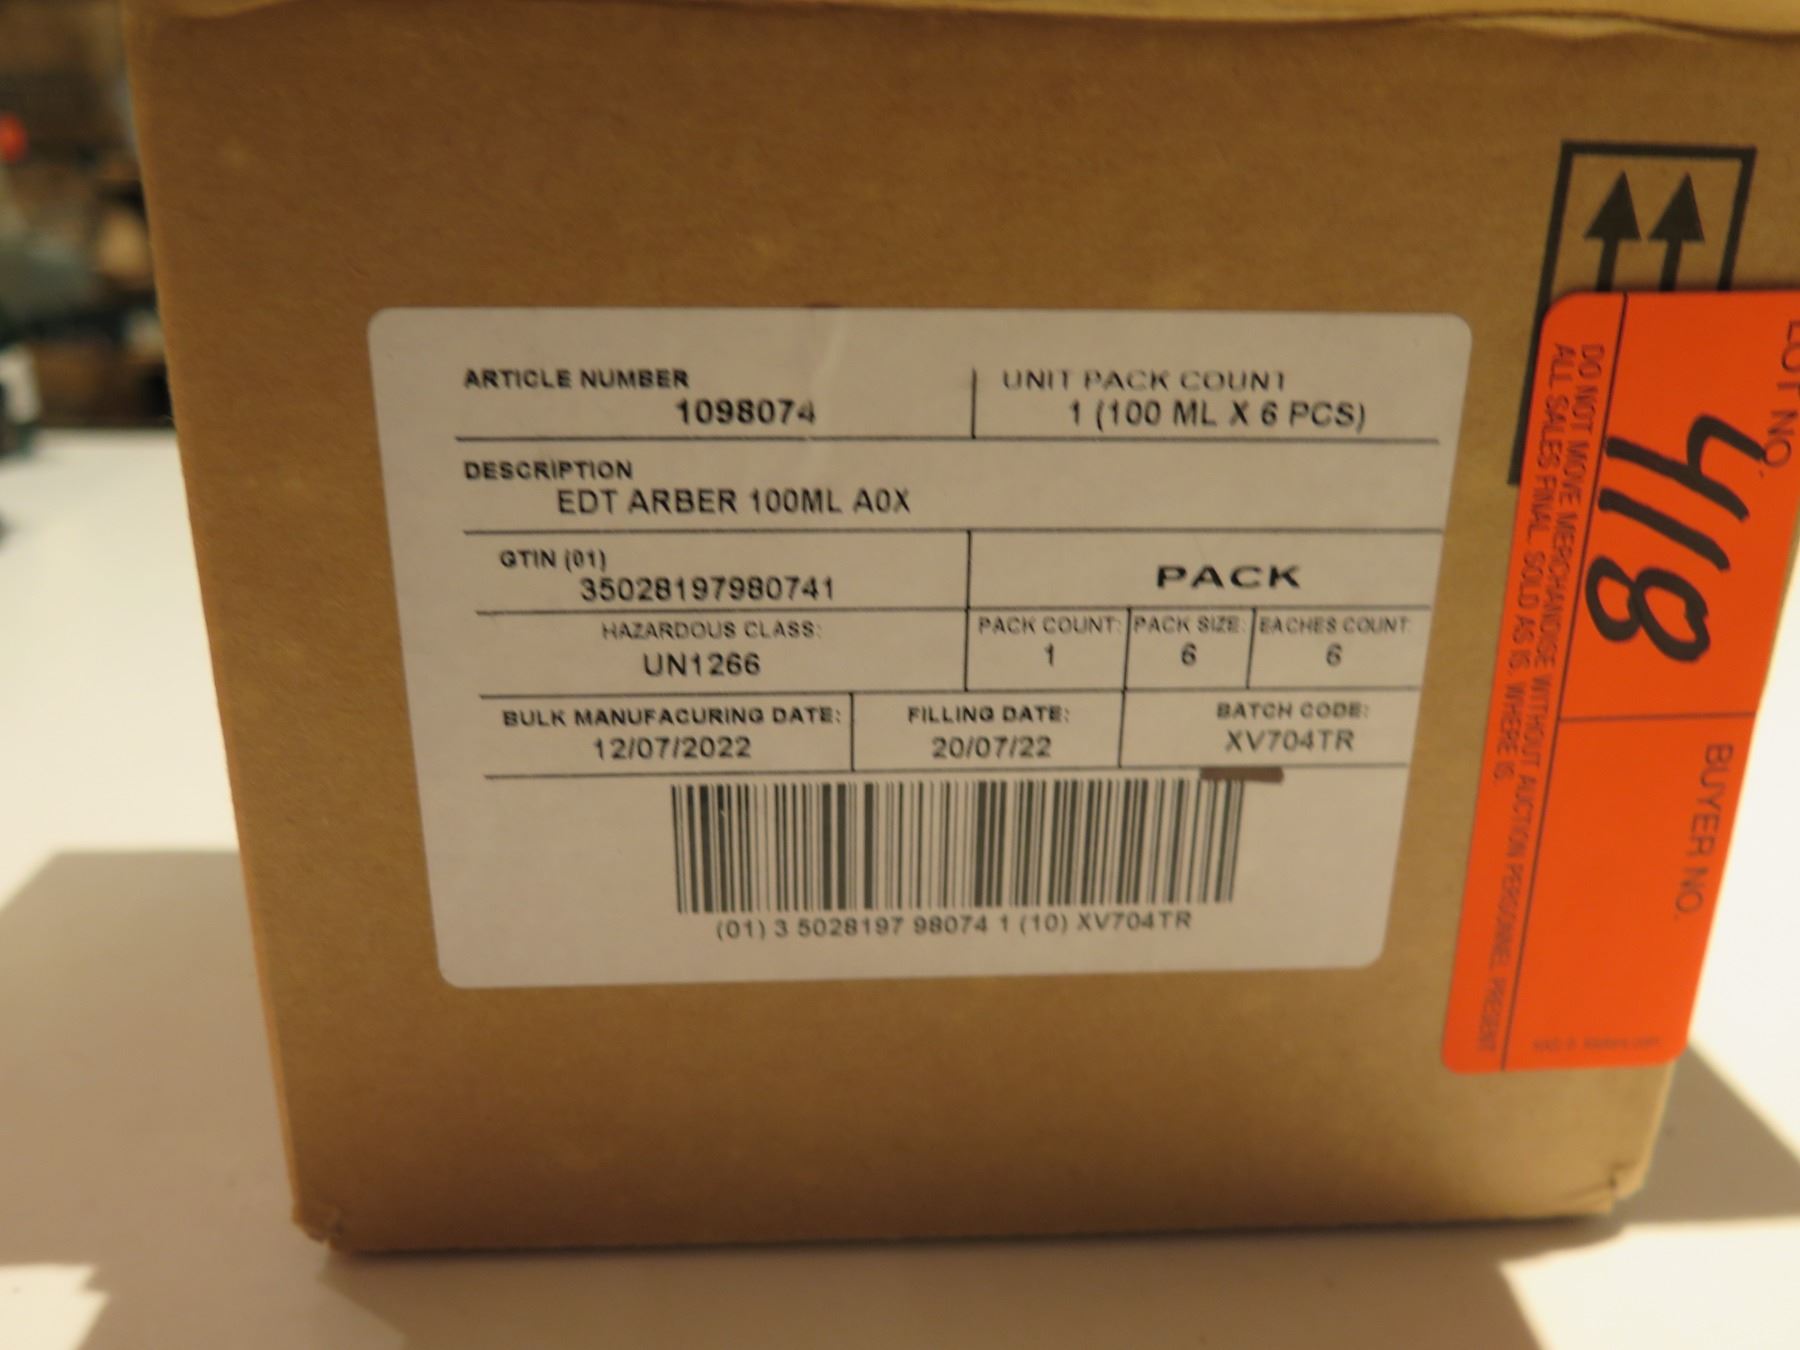 ARTICLE NUMBER
1098074
UNIT PACK COUNT
1 (100 ML X 6 PCS)
DESCRIPTION
EDT ARBER 100ML A0X
GTIN (01)
35028197980741
PACK
HAZARDOUS CLASS:
UN1266
PACK COUNT:
1
PACK SIZE:
6
EACHES COUNT:
6
BULK MANUFACURING DATE:
12/07/2022
FILLING DATE:
20/07/22
BATCH CODE:
XV704TR
(01) 3 5028197 98074 1 (10) XV704TR
LOT NO.
418
BUYER NO.
DO NOT MOVE MERCHANDISE WITHOUT AUCTION PERSONNEL PRESENT
ALL SALES FINAL. SOLD AS IS. WHERE IS.